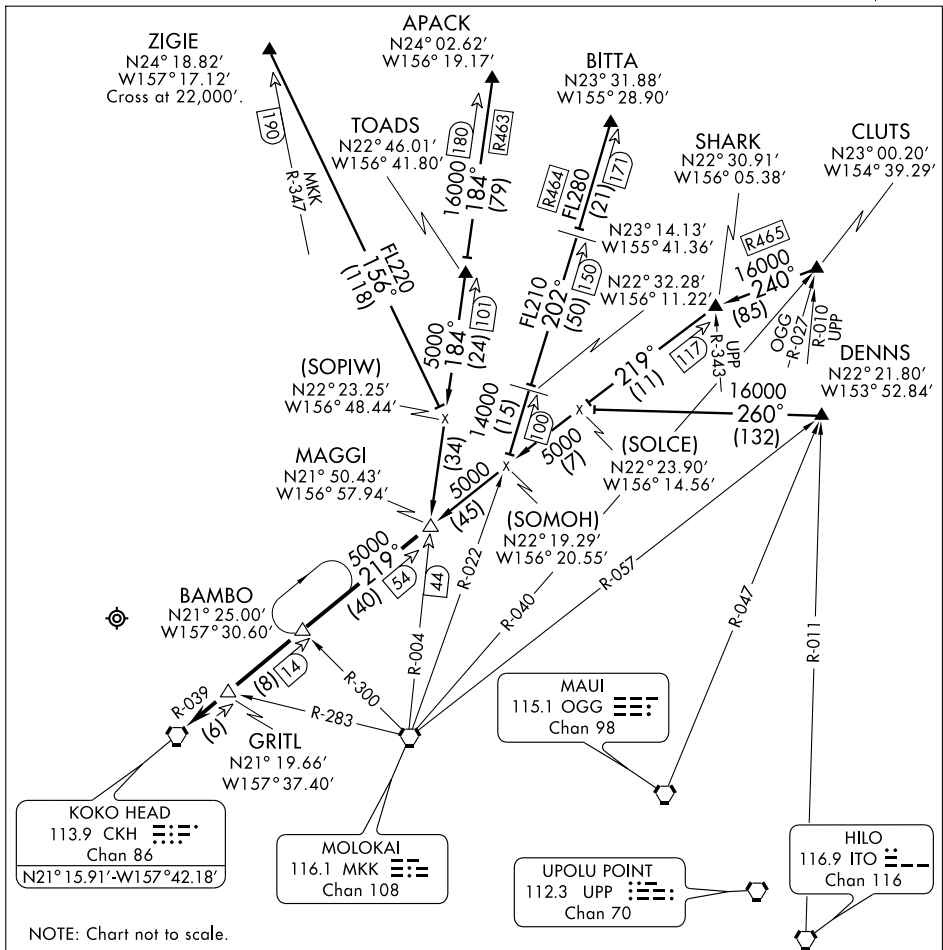 ZIGIE
N24° 18.82’
W157° 17.12’
Cross at 22,000’.
APACK
N24° 02.62’
W156° 19.17’
BITTA
N23° 31.88’
W155° 28.90’
TOADS
N22° 46.01’
W156° 41.80’
SHARK
N22° 30.91’
W156° 05.38’
CLUTS
N23° 00.20’
W154° 39.29’
190
MKK
R-347
FL220
156°
(118)
180
R463
16000
184°
(79)
R464
FL280
(21)
171
N23° 14.13’
W155° 41.36’
150
FL210
202°
(50)
N22° 32.28’
W156° 11.22’
R465
16000
240°
(85)
OGG
R-027
R-010
UPP
UPP
R-343
117
219°
(11)
DENNS
N22° 21.80’
W153° 52.84’
101
5000
184°
(24)
(SOPIW)
N22° 23.25’
W156° 48.44’
14000
(15)
100
16000
260°
(132)
(SOLCE)
N22° 23.90’
W156° 14.56’
5000
(7)
(34)
MAGGI
N21° 50.43’
W156° 57.94’
5000
(45)
(SOMOH)
N22° 19.29’
W156° 20.55’
5000
219°
(40)
54
44
R-004
R-022
R-040
R-057
R-047
R-011
BAMBO
N21° 25.00’
W157° 30.60’
(8)
14
R-300
R-283
R-039
(6)
GRITL
N21° 19.66’
W157° 37.40’
MAUI
115.1 OGG
Chan 98
KOKO HEAD
113.9 CKH
Chan 86
N21° 15.91’-W157° 42.18’
MOLOKAI
116.1 MKK
Chan 108
UPOLU POINT
112.3 UPP
Chan 70
HILO
116.9 ITO
Chan 116
NOTE: Chart not to scale.